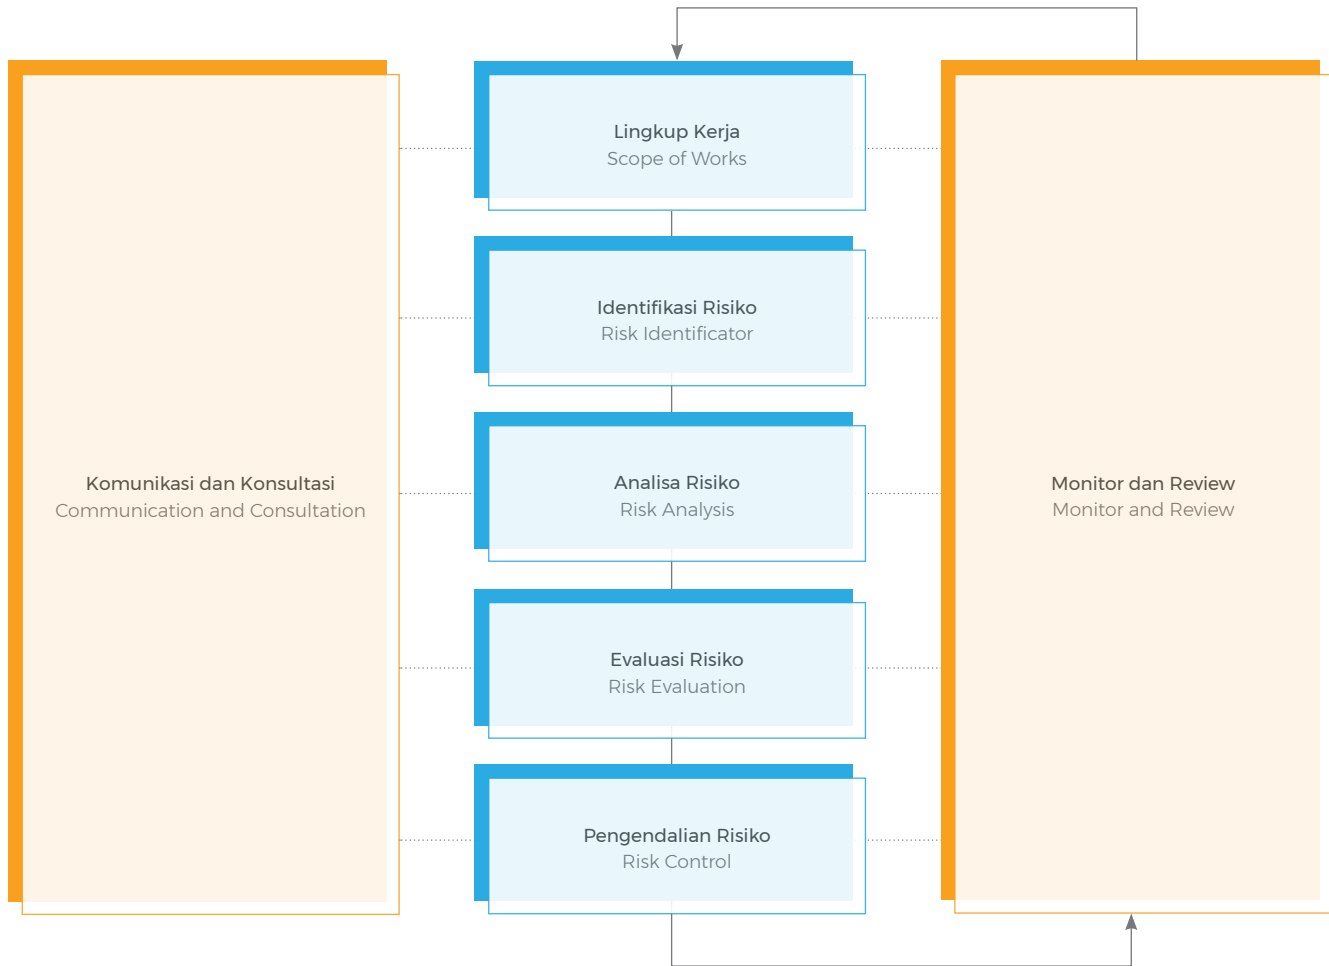 Komunikasi dan Konsultasi
Communication and Consultation
Lingkup Kerja
Scope of Works
Identifikasi Risiko
Risk Identificator
Analisa Risiko
Risk Analysis
Evaluasi Risiko
Risk Evaluation
Pengendalian Risiko
Risk Control
Monitor dan Review
Monitor and Review